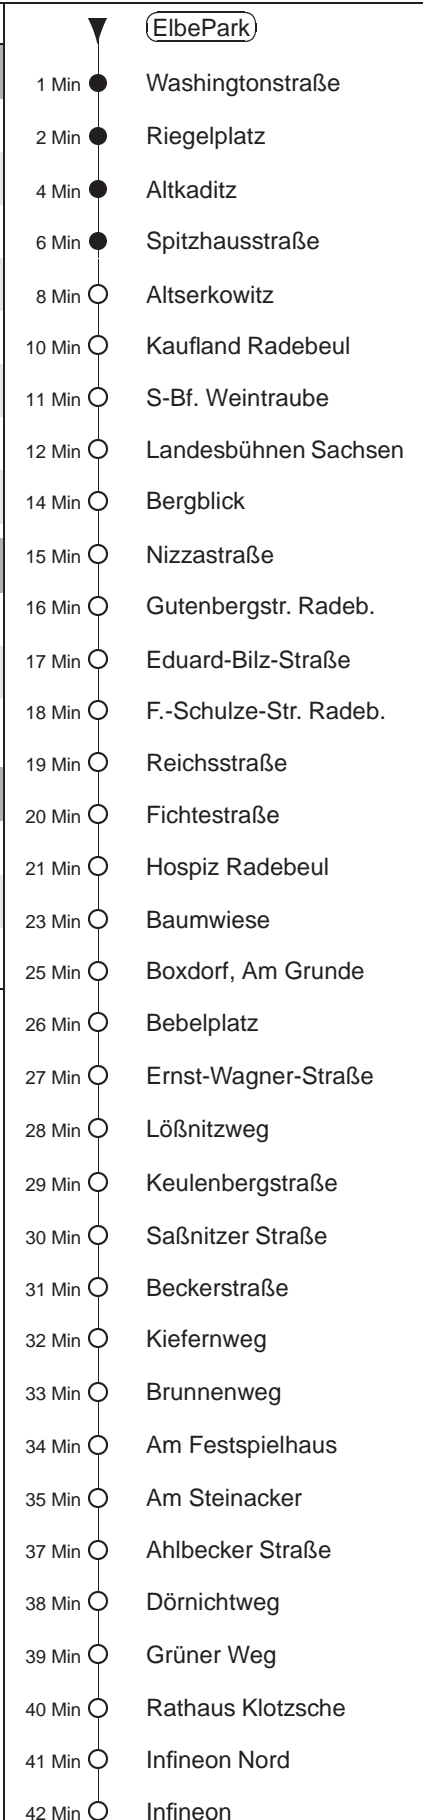 ElbePark
1 Min Washingtonstraße
2 Min Riegelplatz
4 Min Altkaditz
6 Min Spitzhausstraße
8 Min Altserkowitz
10 Min Kaufland Radebeul
11 Min S-Bf. Weintraube
12 Min Landesbühnen Sachsen
14 Min Bergblick
15 Min Nizzastraße
16 Min Gutenbergstr. Radeb.
17 Min Eduard-Bilz-Straße
18 Min F.-Schulze-Str. Radeb.
19 Min Reichsstraße
20 Min Fichtestraße
21 Min Hospiz Radebeul
23 Min Baumwiese
25 Min Boxdorf, Am Grunde
26 Min Bebelplatz
27 Min Ernst-Wagner-Straße
28 Min Lößnitzweg
29 Min Keulenbergstraße
30 Min Saßnitzer Straße
31 Min Beckerstraße
32 Min Kiefernweg
33 Min Brunnenweg
34 Min Am Festspielhaus
35 Min Am Steinacker
37 Min Ahlbecker Straße
38 Min Dörnichtweg
39 Min Grüner Weg
40 Min Rathaus Klotzsche
41 Min Infineon Nord
42 Min Infineon